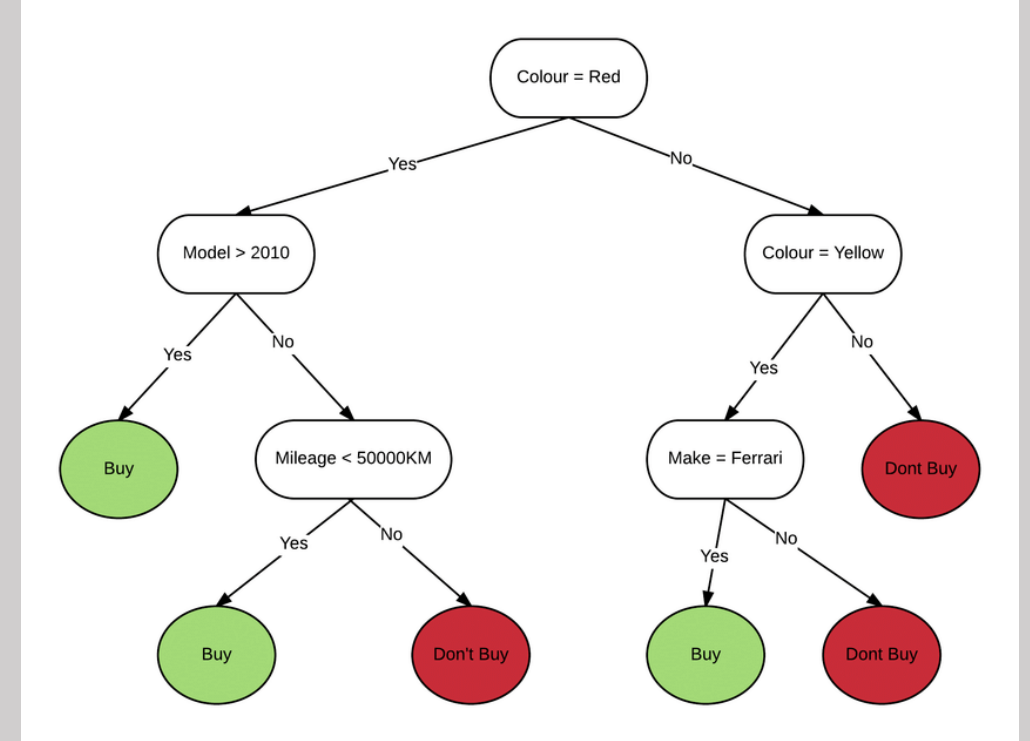 Colour = Red
Yes
No
Model > 2010
Colour = Yellow
Yes
No
Yes
No
Buy
Mileage < 50000KM
Make = Ferrari
Dont Buy
Yes
No
Yes
No
Buy
Don't Buy
Buy
Dont Buy